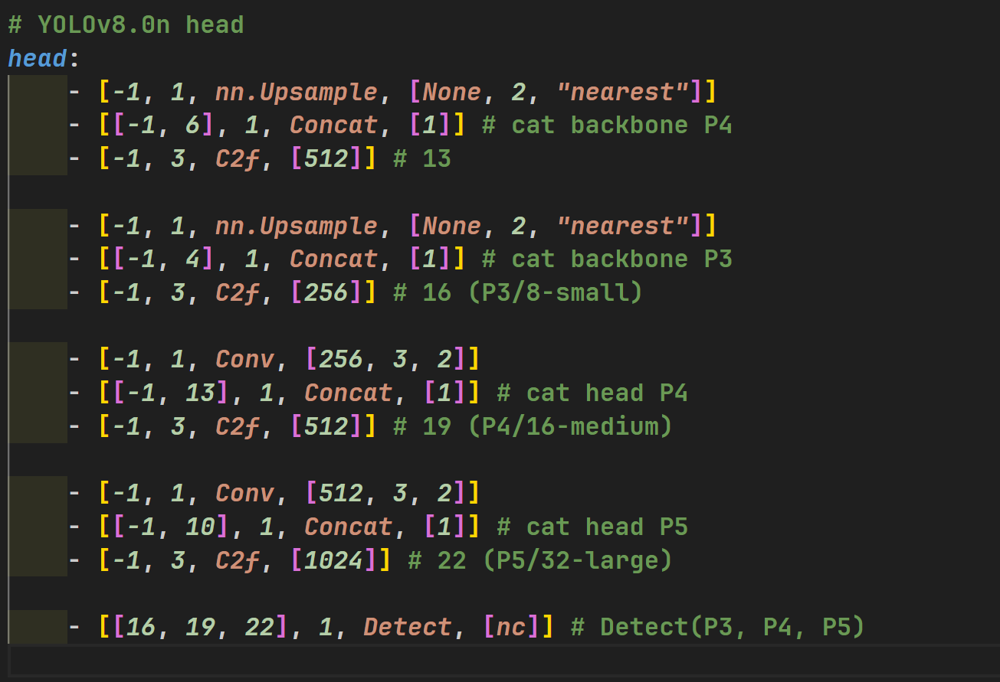 # YOLOv8.0n head
head:
- [-1, 1, nn.Upsample, [None, 2, "nearest"]]
- [[-1, 6], 1, Concat, [1]] # cat backbone P4
- [-1, 3, C2f, [512]] # 13
- [-1, 1, nn.Upsample, [None, 2, "nearest"]]
- [[-1, 4], 1, Concat, [1]] # cat backbone P3
- [-1, 3, C2f, [256]] # 16 (P3/8-small)
- [-1, 1, Conv, [256, 3, 2]]
- [[-1, 13], 1, Concat, [1]] # cat head P4
- [-1, 3, C2f, [512]] # 19 (P4/16-medium)
- [-1, 1, Conv, [512, 3, 2]]
- [[-1, 10], 1, Concat, [1]] # cat head P5
- [-1, 3, C2f, [1024]] # 22 (P5/32-large)
- [[16, 19, 22], 1, Detect, [nc]] # Detect(P3, P4, P5)